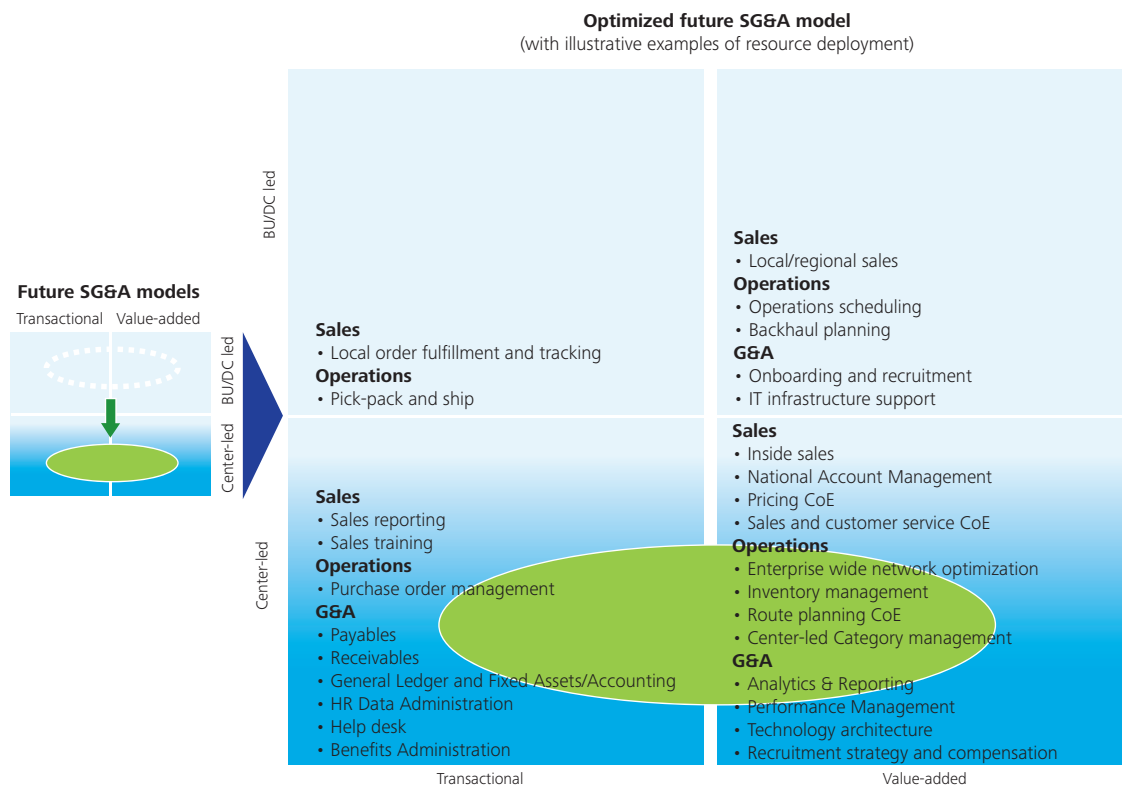 Optimized future SG&A model
(with illustrative examples of resource deployment)
Future SG&A models
Transactional
Value-added
BU/DC led
Center-led
BU/DC led
Center-led
Sales
• Local order fulfillment and tracking
Operations
• Pick-pack and ship
Sales
• Local/regional sales
Operations
• Operations scheduling
• Backhaul planning
G&A
• Onboarding and recruitment
• IT infrastructure support
Sales
• Sales reporting
• Sales training
Operations
• Purchase order management
G&A
• Payables
• Receivables
• General Ledger and Fixed Assets/Accounting
• HR Data Administration
• Help desk
• Benefits Administration
Sales
• Inside sales
• National Account Management
• Pricing CoE
• Sales and customer service CoE
Operations
• Enterprise wide network optimization
• Inventory management
• Route planning CoE
• Center-led Category management
G&A
• Analytics & Reporting
• Performance Management
• Technology architecture
• Recruitment strategy and compensation
Transactional
Value-added